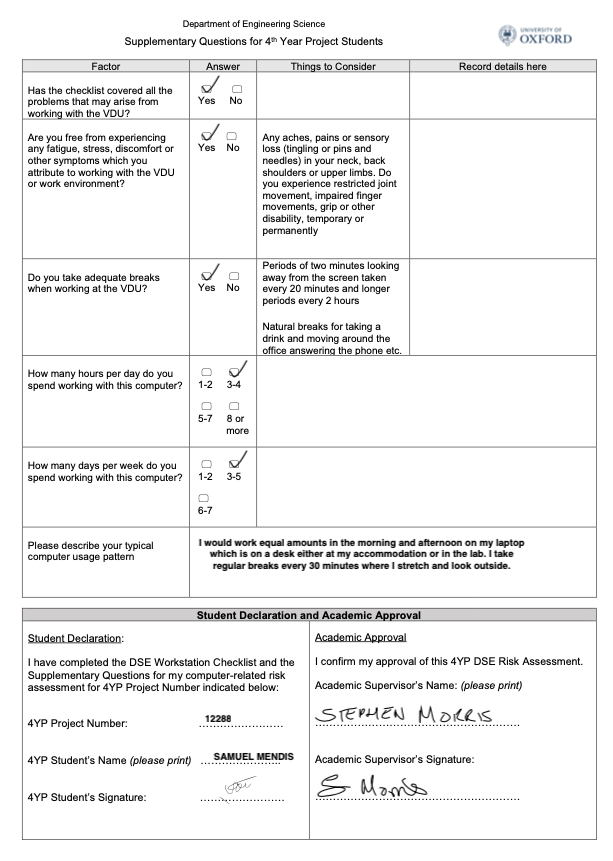 Department of Engineering Science
Supplementary Questions for 4th Year Project Students
UNIVERSITY OF
OXFORD
Factor Answer Things to Consider Record details here
Has the checklist covered all the
problems that may arise from
working with the VDU?
Yes No
Are you free from experiencing
any fatigue, stress, discomfort or
other symptoms which you
attribute to working with the VDU
or work environment?
Yes No
Any aches, pains or sensory
loss (tingling or pins and
needles) in your neck, back
shoulders or upper limbs. Do
you experience restricted joint
movement, impaired finger
movements, grip or other
disability, temporary or
permanently
Do you take adequate breaks
when working at the VDU?
Yes No
Periods of two minutes looking
away from the screen taken
every 20 minutes and longer
periods every 2 hours
Natural breaks for taking a
drink and moving around the
office answering the phone etc.
How many hours per day do you
spend working with this computer?
1-2 3-4
5-7 8 or
more
How many days per week do you
spend working with this computer?
1-2 3-5
6-7
Please describe your typical
computer usage pattern
I would work equal amounts in the morning and afternoon on my laptop
which is on a desk either at my accommodation or in the lab. I take
regular breaks every 30 minutes where I stretch and look outside.
Student Declaration and Academic Approval
Student Declaration:
I have completed the DSE Workstation Checklist and the
Supplementary Questions for my computer-related risk
assessment for 4YP Project Number indicated below:
4YP Project Number: 12288
4YP Student's Name (please print) SAMUEL MENDIS
4YP Student's Signature:
Academic Approval
I confirm my approval of this 4YP DSE Risk Assessment.
Academic Supervisor's Name: (please print)
STEPHEN MORRIS
Academic Supervisor's Signature:
S Morris